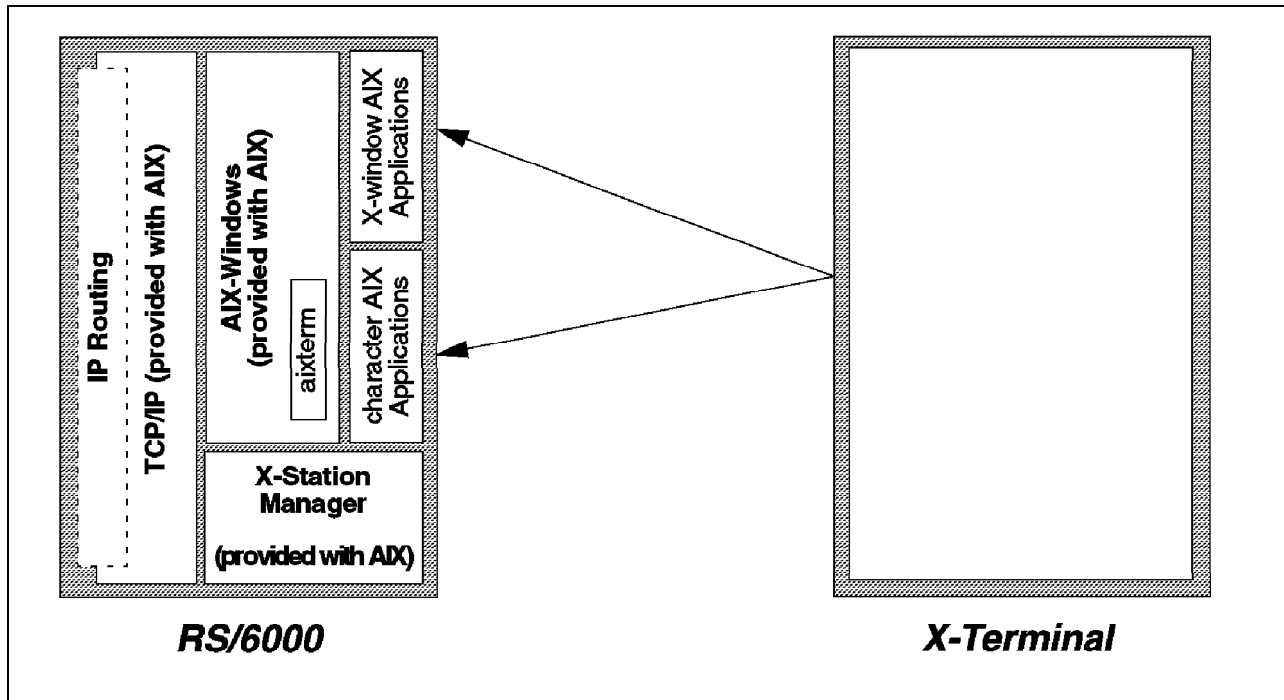 IP Routing
TCP/IP (provided with AIX)
AIX-Windows
(provided with AIX)
aixterm
X-window AIX
Applications
character AIX
Applications
X-Station
Manager
(provided with AIX)
RS/6000
X-Terminal